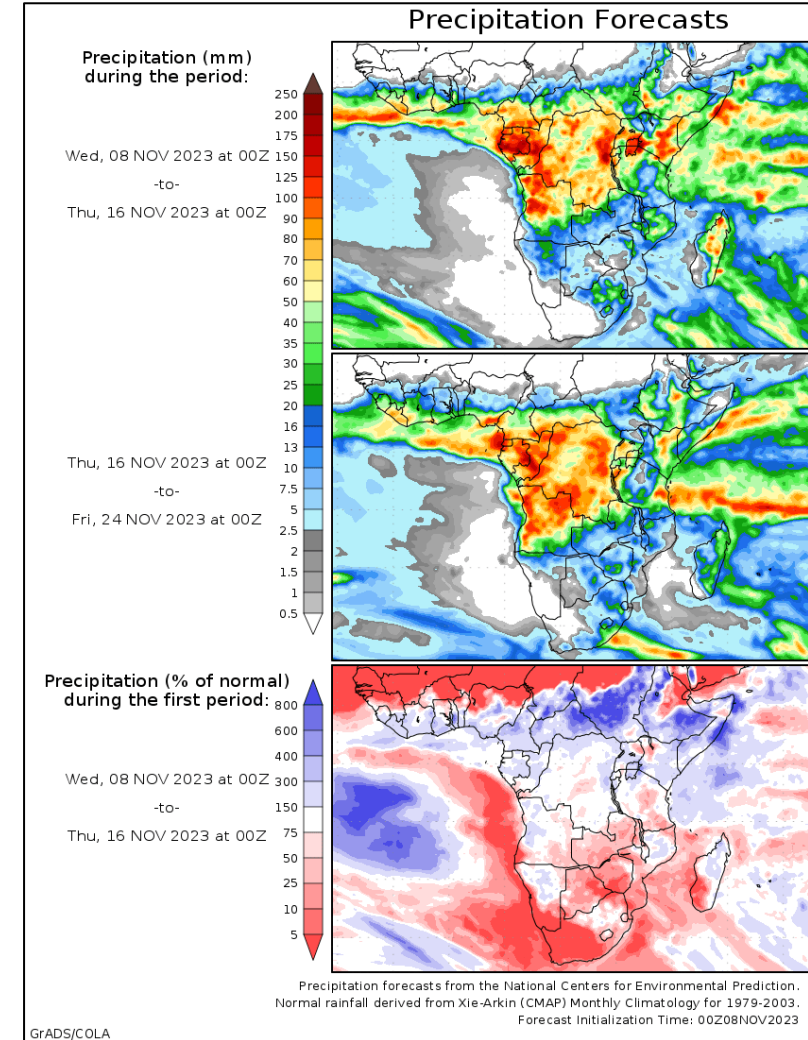 Precipitation Forecasts
Precipitation (mm)
during the period:
Wed, 08 NOV 2023 at 00Z
-to-
Thu, 16 NOV 2023 at 00Z
250
200
175
150
125
100
90
80
70
60
50
40
35
30
25
20
16
13
10
7.5
5
2.5
2
1.5
1
0.5
Thu, 16 NOV 2023 at 00Z
-to-
Fri, 24 NOV 2023 at 00Z
Precipitation (% of normal)
during the first period:
Wed, 08 NOV 2023 at 00Z
-to-
Thu, 16 NOV 2023 at 00Z
800
600
400
300
150
75
50
25
10
5
Precipitation forecasts from the National Centers for Environmental Prediction.
Normal rainfall derived from Xie-Arkin (CMAP) Monthly Climatology for 1979-2003.
Forecast Initialization Time: 00Z08NOV2023
GrADS/COLA